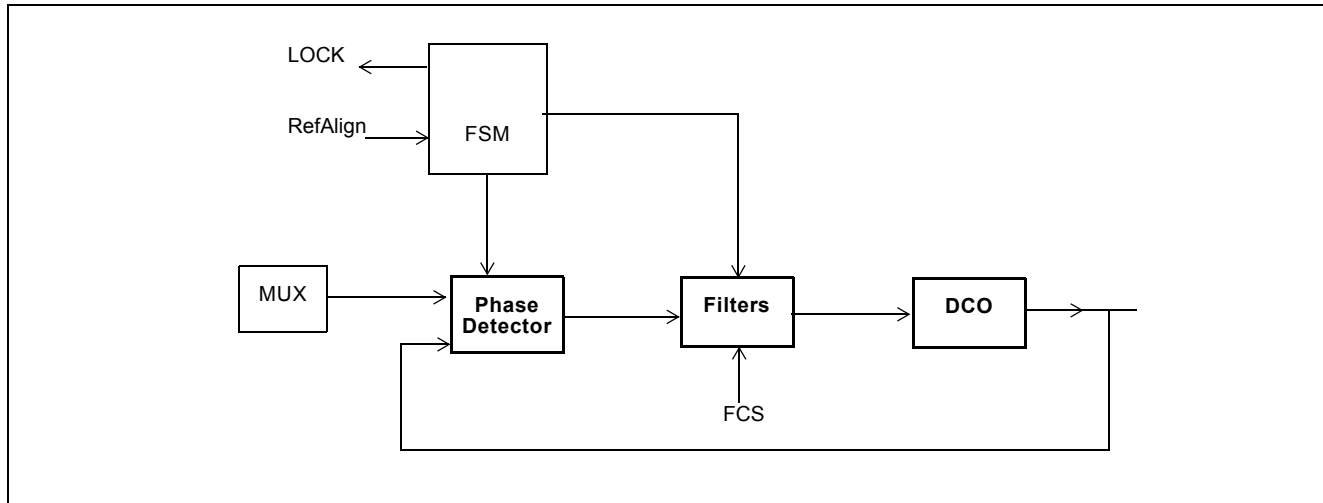 LOCK
RefAlign
FSM
MUX
Phase
Detector
Filters
DCO
FCS